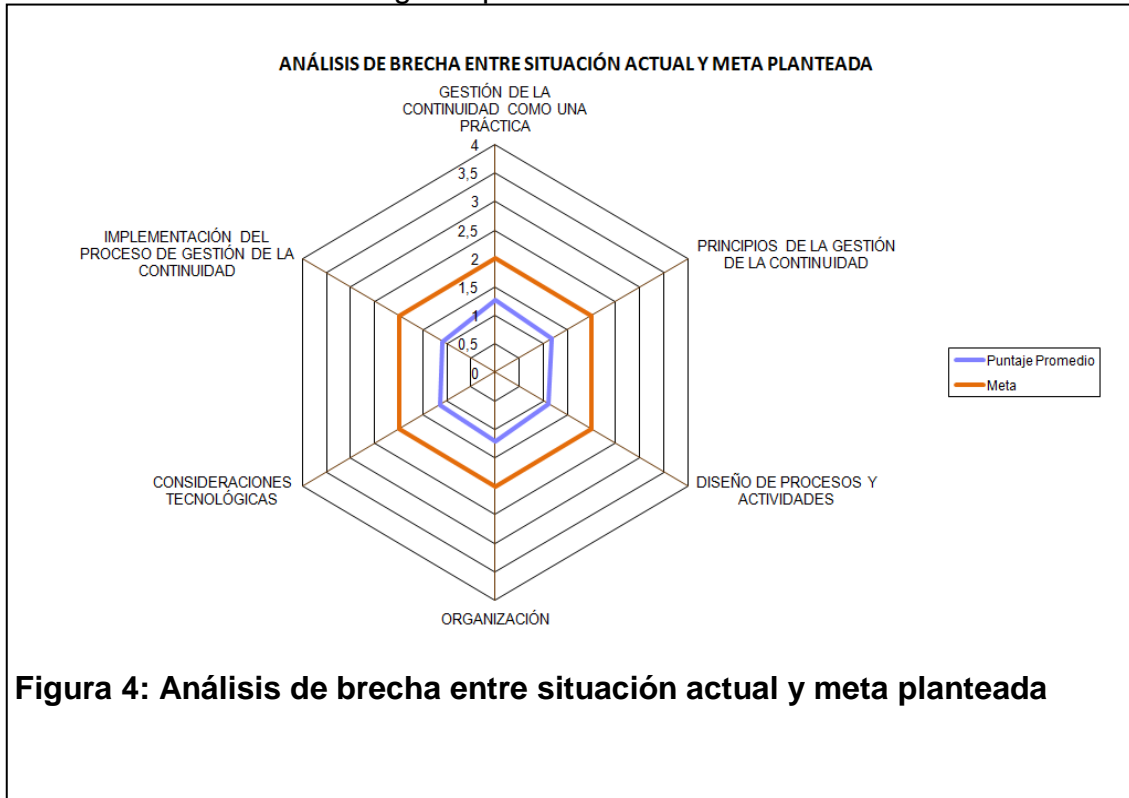 ANÁLISIS DE BRECHA ENTRE SITUACIÓN ACTUAL Y META PLANTEADA
GESTIÓN DE LA
CONTINUIDAD COMO UNA
PRÁCTICA
4
3,5
3
2,5
2
1,5
1
0,5
0
PRINCIPIOS DE LA GESTIÓN
DE LA CONTINUIDAD
IMPLEMENTACIÓN DEL
PROCESO DE GESTIÓN DE LA
CONTINUIDAD
Puntaje Promedio
Meta
CONSIDERACIONES
TECNOLÓGICAS
DISEÑO DE PROCESOS Y
ACTIVIDADES
ORGANIZACIÓN
Figura 4: Análisis de brecha entre situación actual y meta planteada